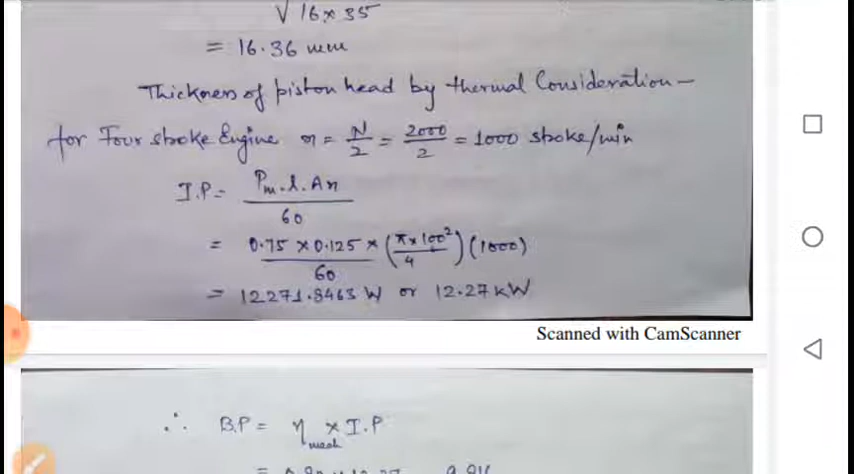 √16×35
= 16.36 mm
Thickness of piston head by thermal Consideration –
for Four stroke Engine n = N/2 = 2000/2 = 1000 stroke/min
I.P = Pm.l.An/60
= 0.75 × 0.125 × (π×100²/4)(1000)/60
= 12271.8463 W or 12.27 kW
Scanned with CamScanner
∴ B.P = ηmech × I.P